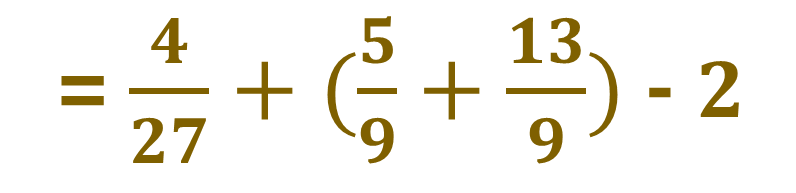 = 4/27 + (5/9 + 13/9) - 2